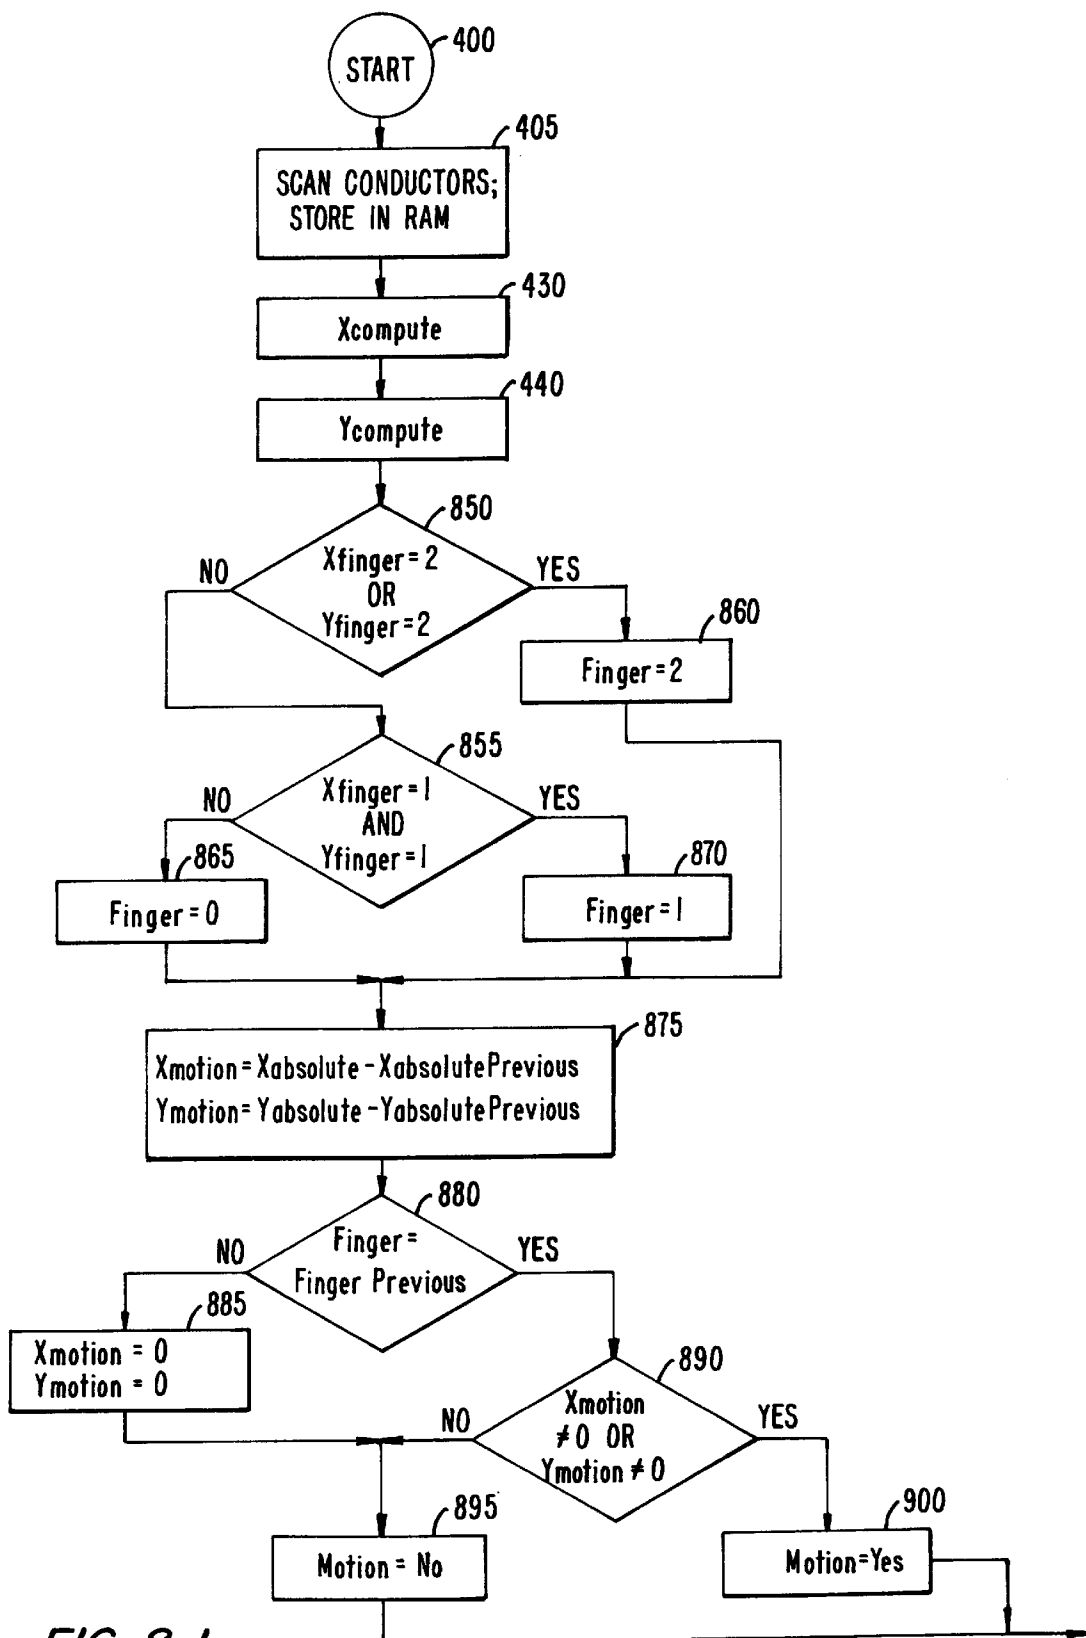 START
400
405
SCAN CONDUCTORS;
STORE IN RAM
430
Xcompute
440
Ycompute
850
NO
Xfinger=2
OR
Yfinger=2
YES
860
Finger=2
855
NO
Xfinger=1
AND
Yfinger=1
YES
865
Finger=0
870
Finger=1
875
Xmotion=Xabsolute-XabsolutePrevious
Ymotion=Yabsolute-YabsolutePrevious
880
NO
Finger=
Finger Previous
YES
885
Xmotion = 0
Ymotion = 0
890
NO
Xmotion
≠0 OR
Ymotion≠0
YES
895
Motion = No
900
Motion=Yes